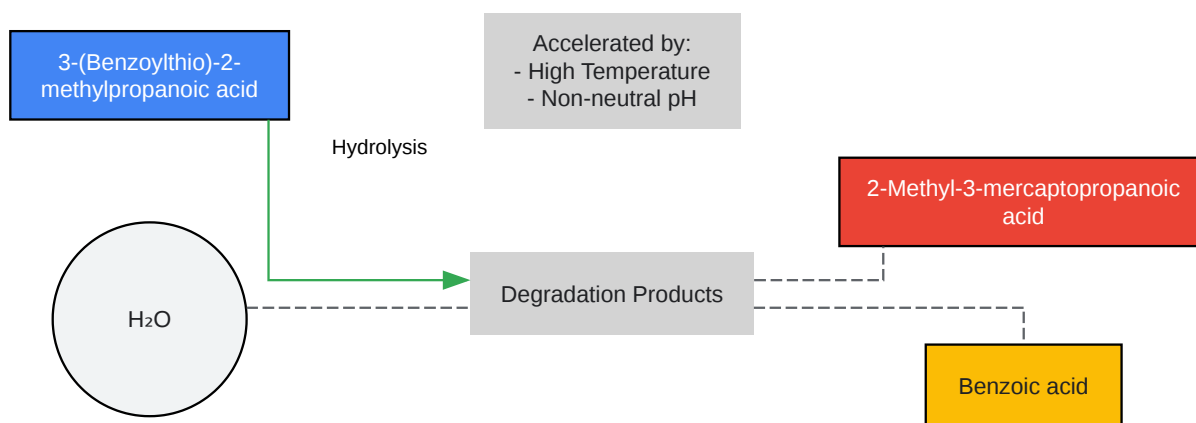 3-(Benzoylthio)-2-
methylpropanoic acid
Accelerated by:
- High Temperature
- Non-neutral pH
Hydrolysis
2-Methyl-3-mercaptopropanoic
acid
Degradation Products
H₂O
Benzoic acid